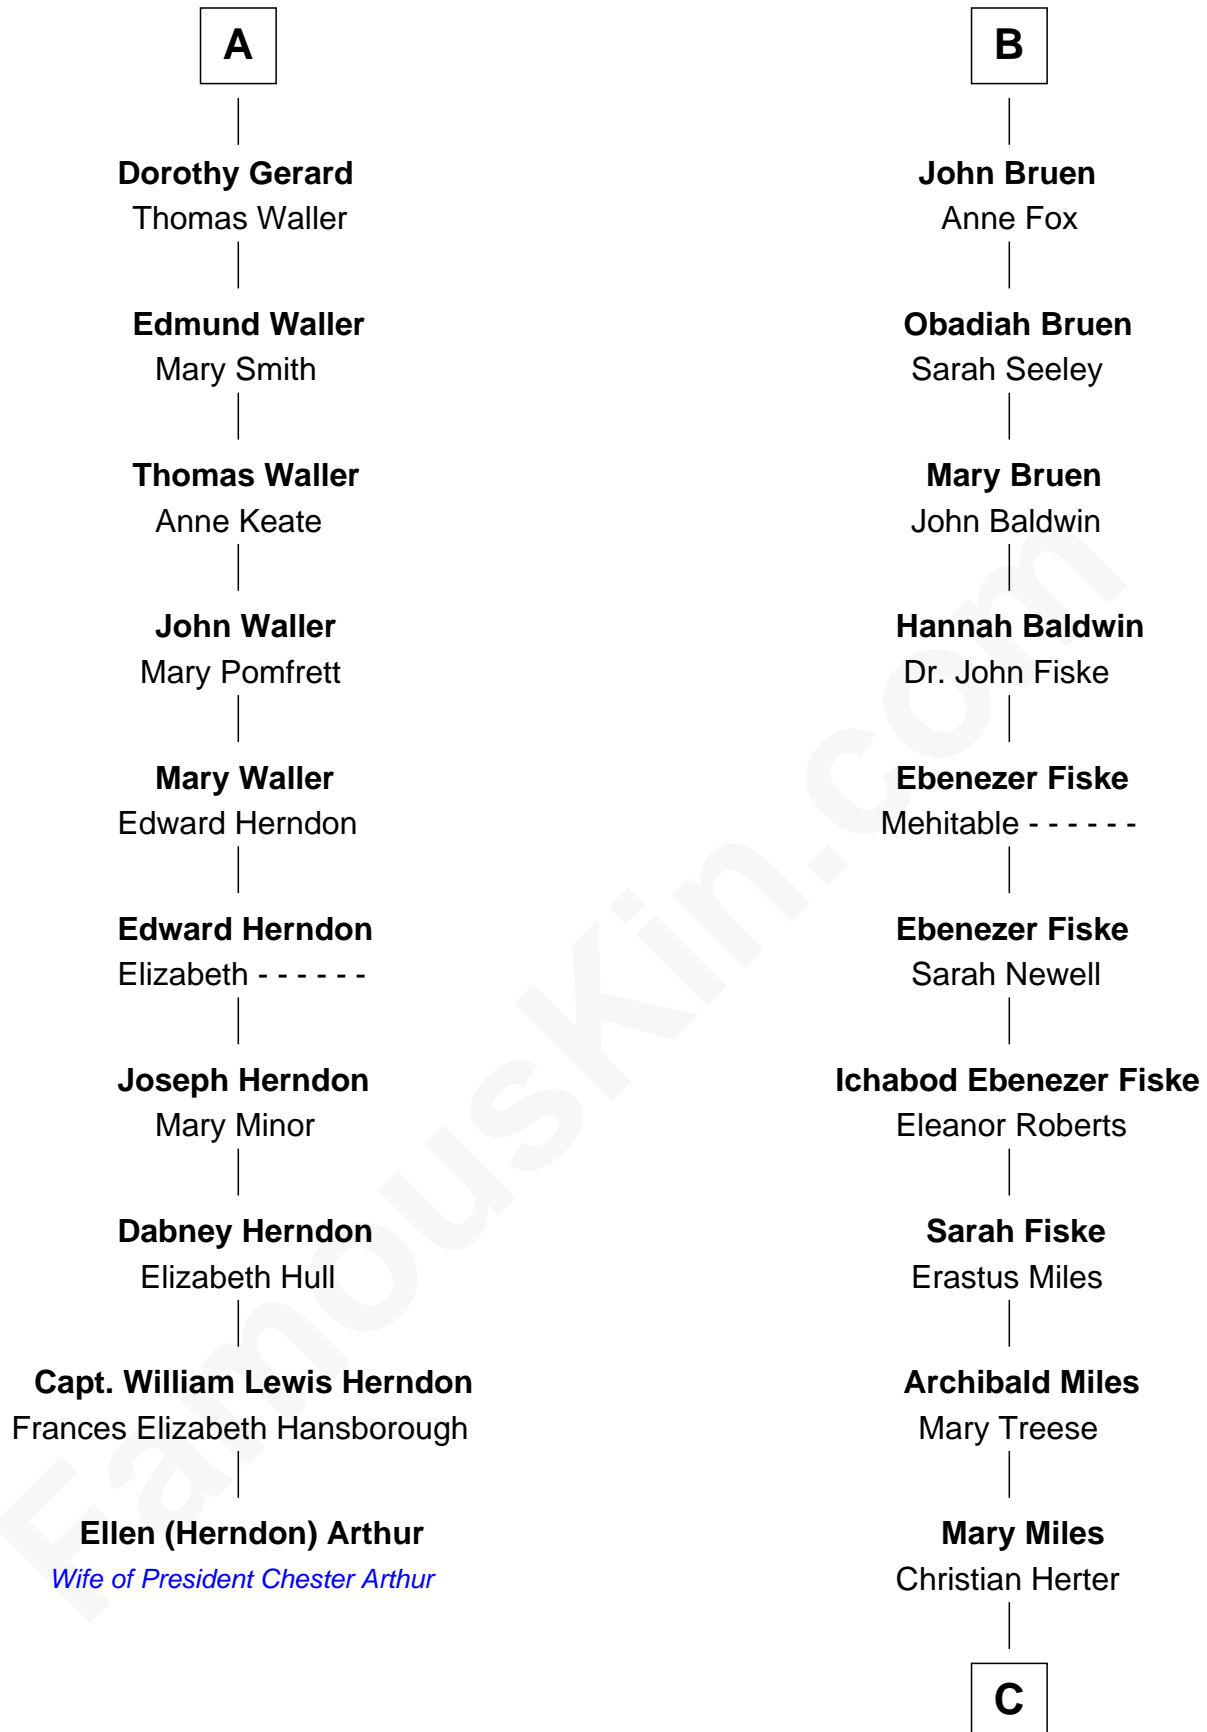 A
Dorothy Gerard
Thomas Waller
Edmund Waller
Mary Smith
Thomas Waller
Anne Keate
John Waller
Mary Pomfrett
Mary Waller
Edward Herndon
Edward Herndon
Elizabeth - - - - - -
Joseph Herndon
Mary Minor
Dabney Herndon
Elizabeth Hull
Capt. William Lewis Herndon
Frances Elizabeth Hansborough
Ellen (Herndon) Arthur
Wife of President Chester Arthur
B
John Bruen
Anne Fox
Obadiah Bruen
Sarah Seeley
Mary Bruen
John Baldwin
Hannah Baldwin
Dr. John Fiske
Ebenezer Fiske
Mehitable - - - - - -
Ebenezer Fiske
Sarah Newell
Ichabod Ebenezer Fiske
Eleanor Roberts
Sarah Fiske
Erastus Miles
Archibald Miles
Mary Treese
Mary Miles
Christian Herter
C
FamousKin.com